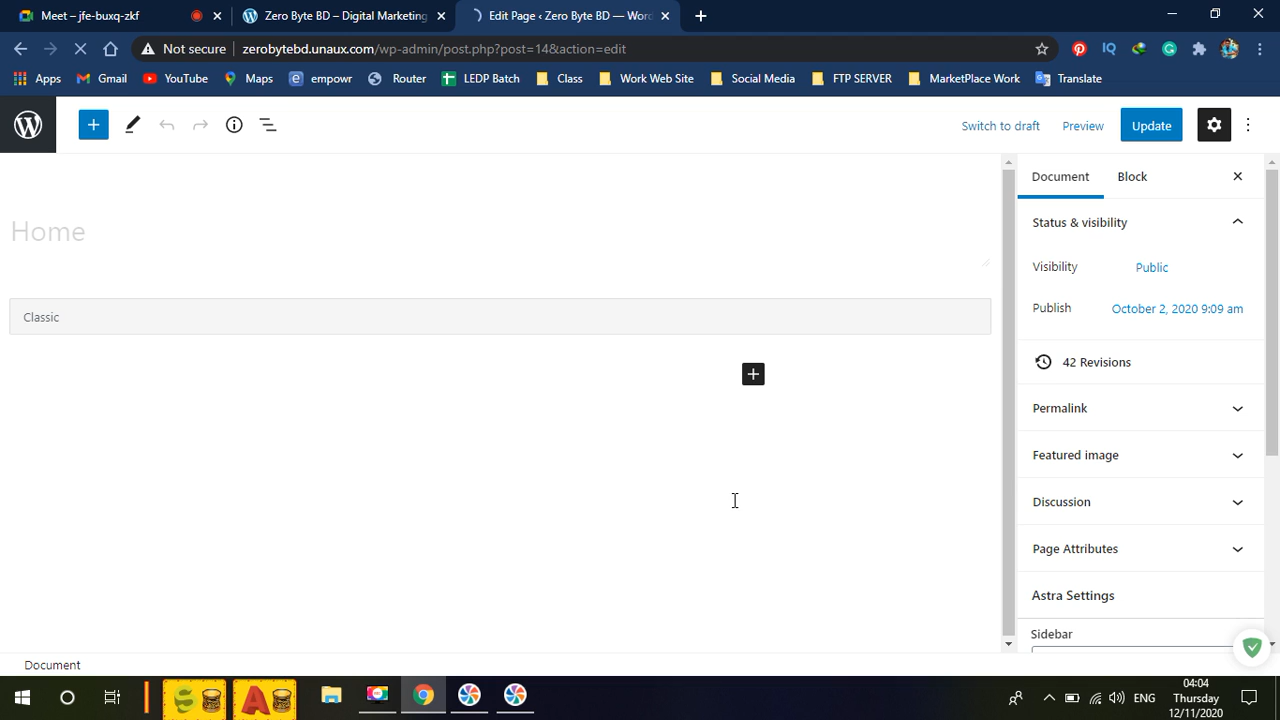 Meet – jfe-buxq-zkf
Zero Byte BD – Digital Marketing
Edit Page ‹ Zero Byte BD — Word
Not secure
zerobytebd.unaux.com/wp-admin/post.php?post=14&action=edit
Apps
Gmail
YouTube
Maps
empowr
Router
LEDP Batch
Class
Work Web Site
Social Media
FTP SERVER
MarketPlace Work
Translate
Switch to draft
Preview
Update
Document
Block
Home
Classic
Status & visibility
Visibility
Public
Publish
October 2, 2020 9:09 am
42 Revisions
Permalink
Featured image
Discussion
Page Attributes
Astra Settings
Sidebar
Document
ENG
04:04
Thursday
12/11/2020